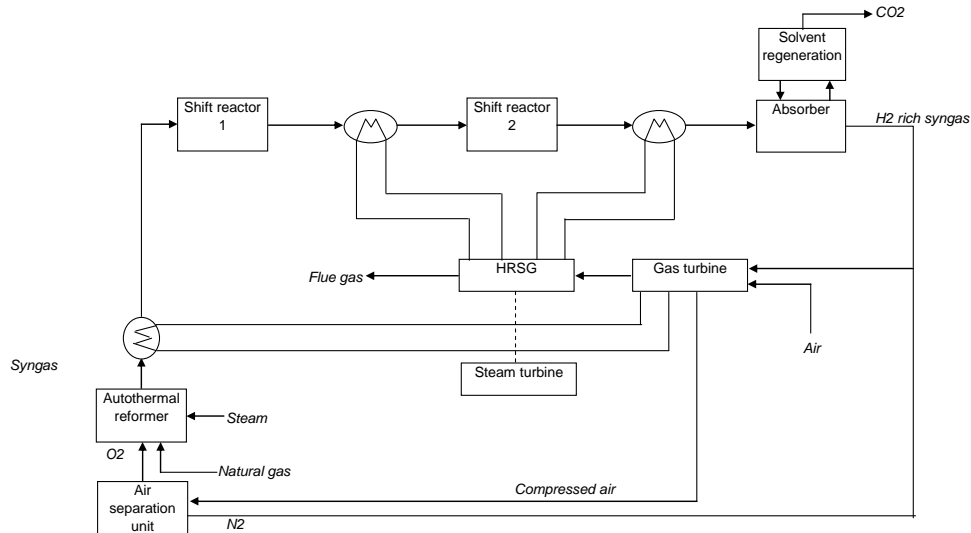 CO2
Solvent
regeneration
Shift reactor
1
Shift reactor
2
Absorber
H2 rich syngas
Flue gas
HRSG
Gas turbine
Air
Syngas
Steam turbine
Autothermal
reformer
Steam
O2
Natural gas
Air
separation
unit
Compressed air
N2